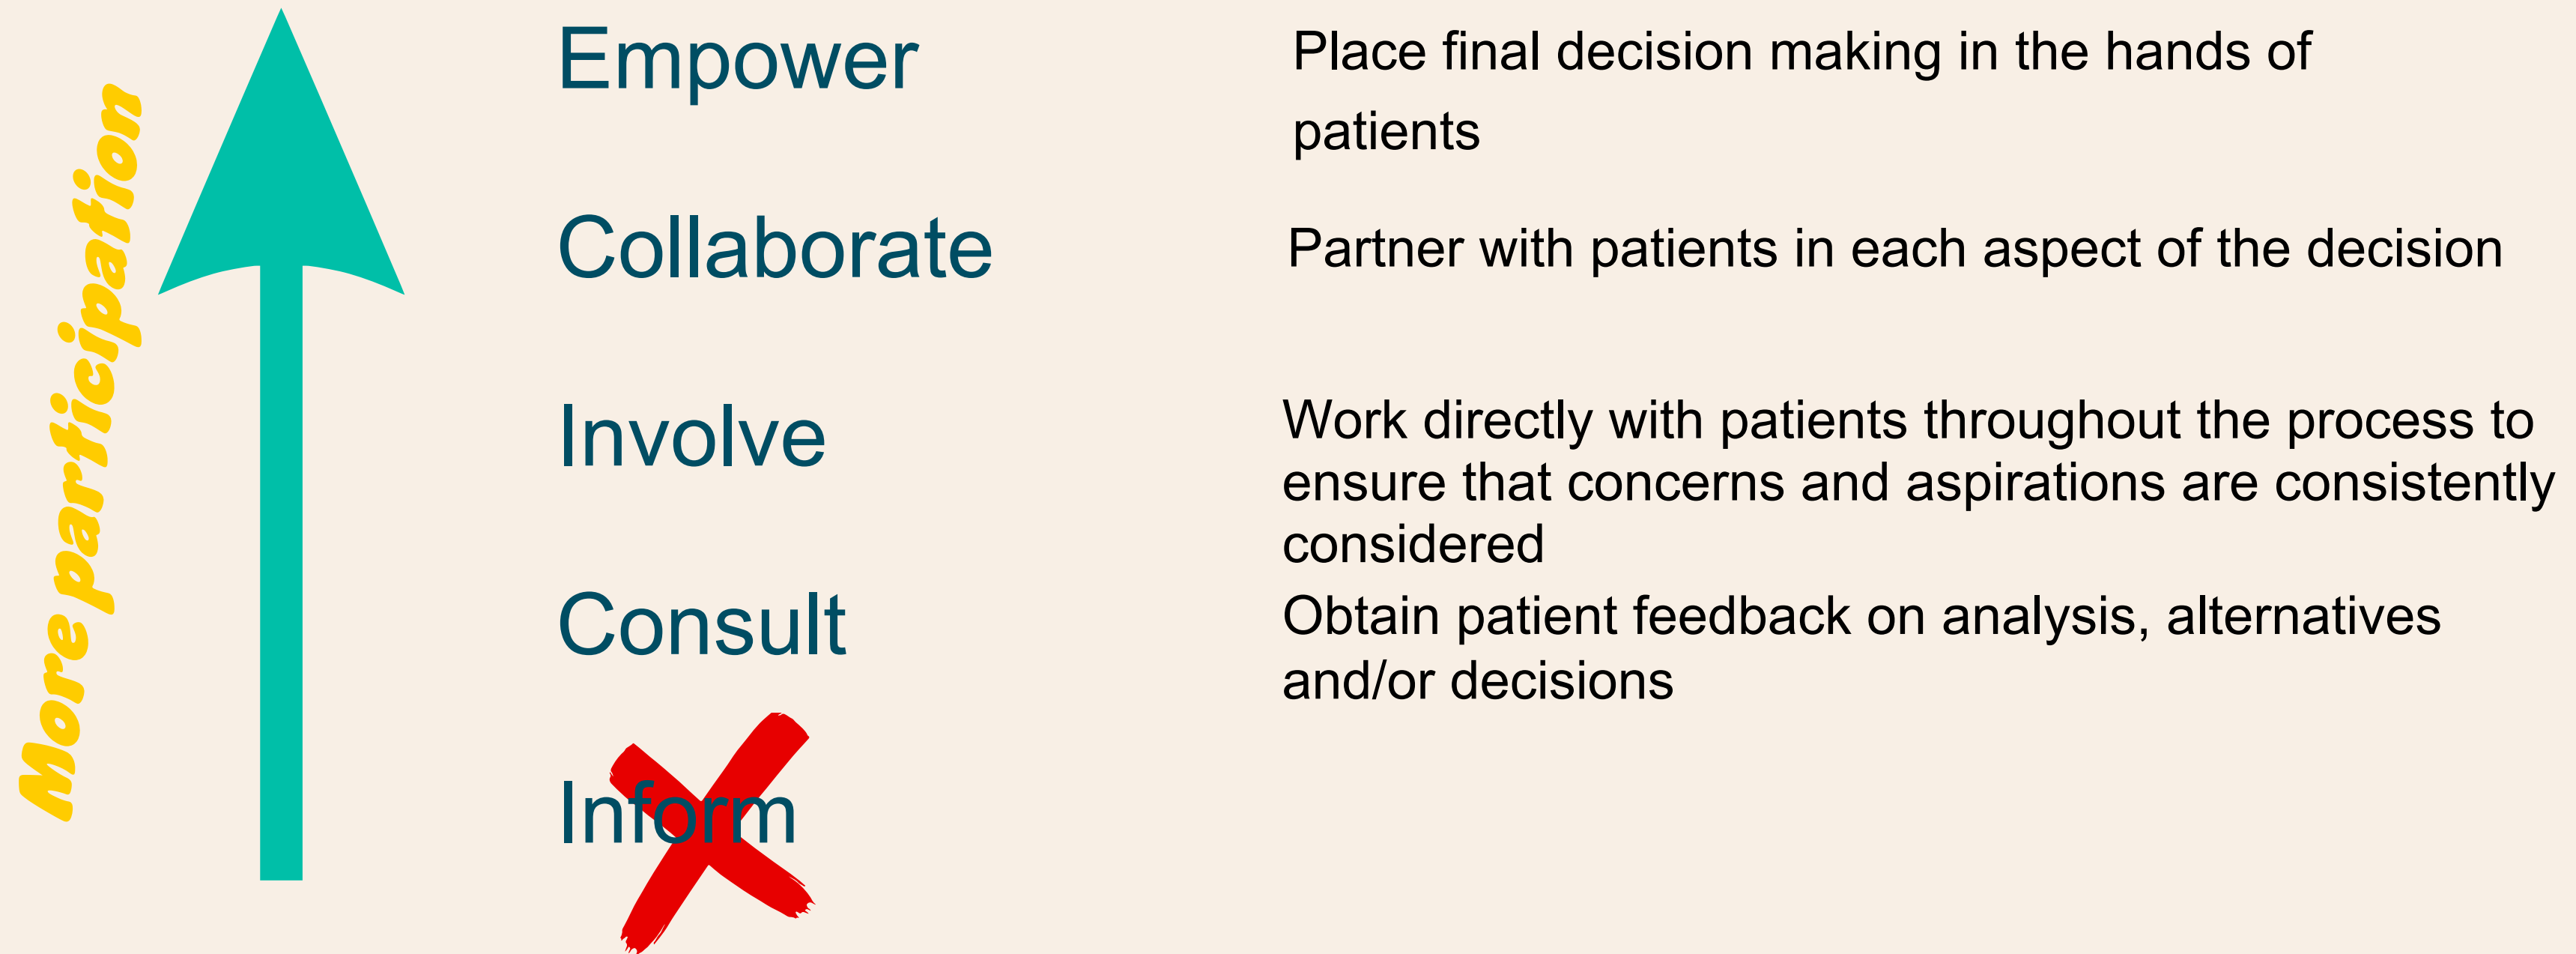 More participation
Empower
Place final decision making in the hands of
patients
Collaborate
Partner with patients in each aspect of the decision
Involve
Work directly with patients throughout the process to
ensure that concerns and aspirations are consistently
considered
Consult
Obtain patient feedback on analysis, alternatives
and/or decisions
Inform